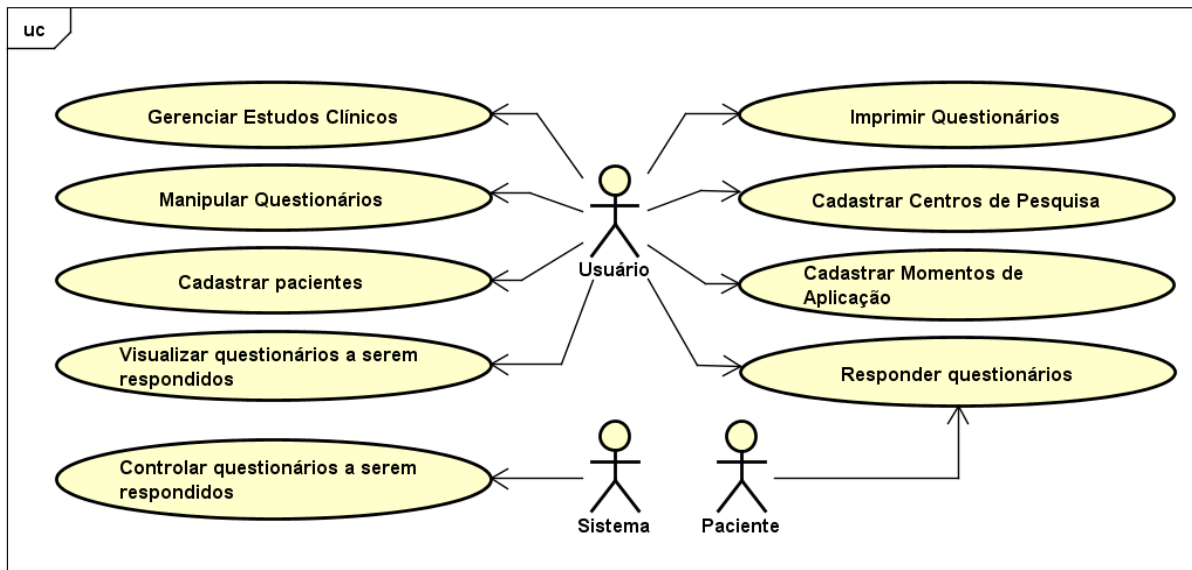 uc
Gerenciar Estudos Clínicos
Imprimir Questionários
Manipular Questionários
Cadastrar Centros de Pesquisa
Usuário
Cadastrar pacientes
Cadastrar Momentos de
Aplicação
Visualizar questionários a serem
respondidos
Responder questionários
Controlar questionários a serem
respondidos
Sistema
Paciente